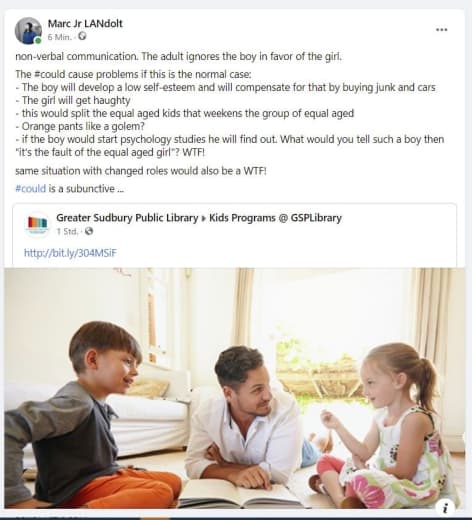 Marc Jr LANdolt
6 Min. ·
non-verbal communication. The adult ignores the boy in favor of the girl.
The #could cause problems if this is the normal case:
- The boy will develop a low self-esteem and will compensate for that by buying junk and cars
- The girl will get haughty
- this would split the equal aged kids that weekens the group of equal aged
- Orange pants like a golem?
- if the boy would start psychology studies he will find out. What would you tell such a boy then
"it's the fault of the equal aged girl"? WTF!
same situation with changed roles would also be a WTF!
#could is a subunctive ...
Greater Sudbury Public Library ▸ Kids Programs @ GSPLibrary
1 Std. ·
http://bit.ly/304MSiF